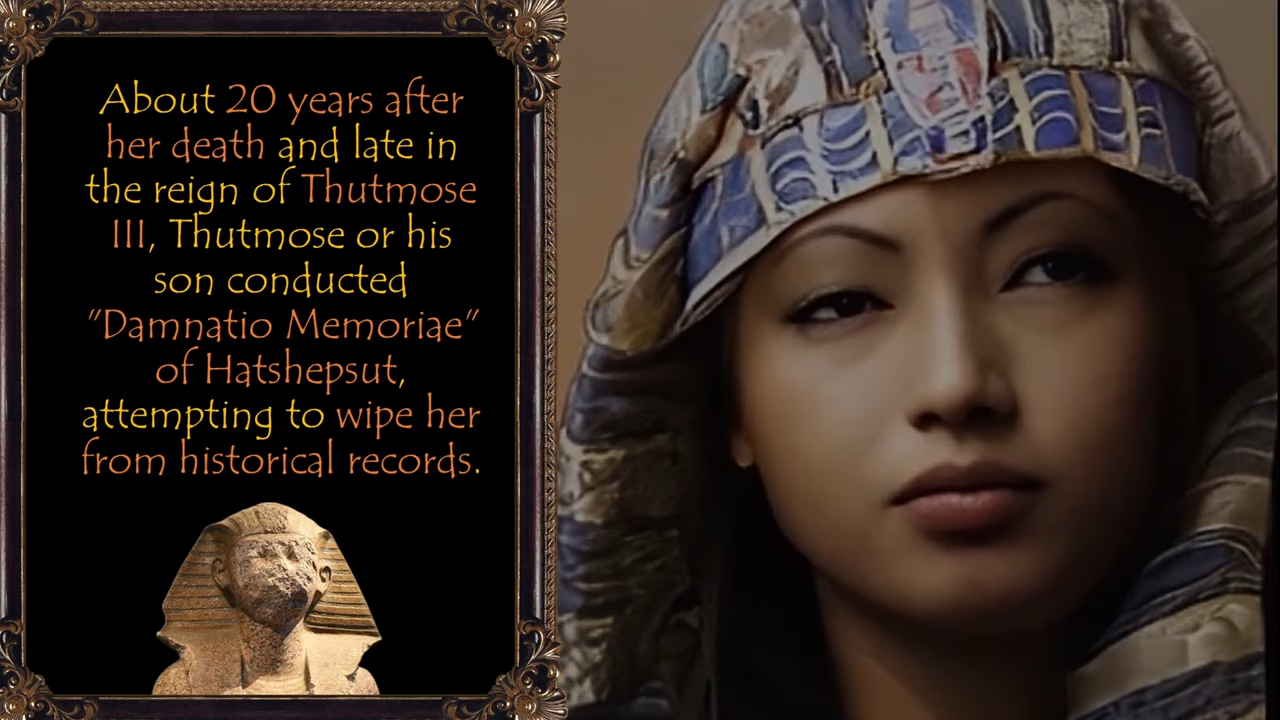 About 20 years after
her death and late in
the reign of Thutmose
III, Thutmose or his
son conducted
"Damnatio Memoriae"
of Hatshepsut,
attempting to wipe her
from historical records.